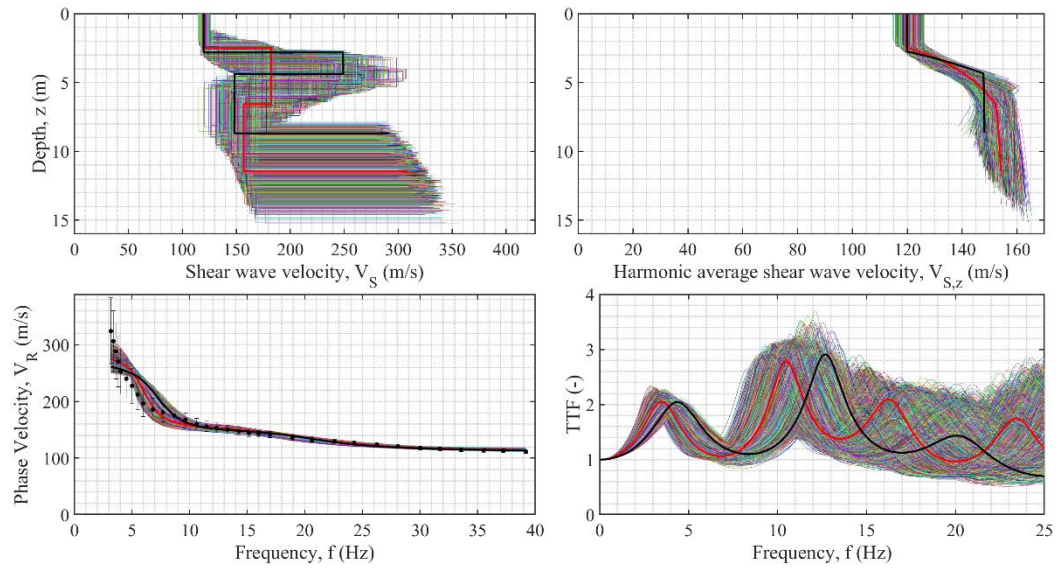 0
5
10
15
Depth, z (m)
0 50 100 150 200 250 300 350 400
Shear wave velocity, V_S (m/s)
0
5
10
15
0 20 40 60 80 100 120 140 160
Harmonic average shear wave velocity, V_S,z (m/s)
300
200
100
0
Phase Velocity, V_R (m/s)
0 5 10 15 20 25 30 35 40
Frequency, f (Hz)
4
3
2
1
0
TTF (-)
0 5 10 15 20 25
Frequency, f (Hz)